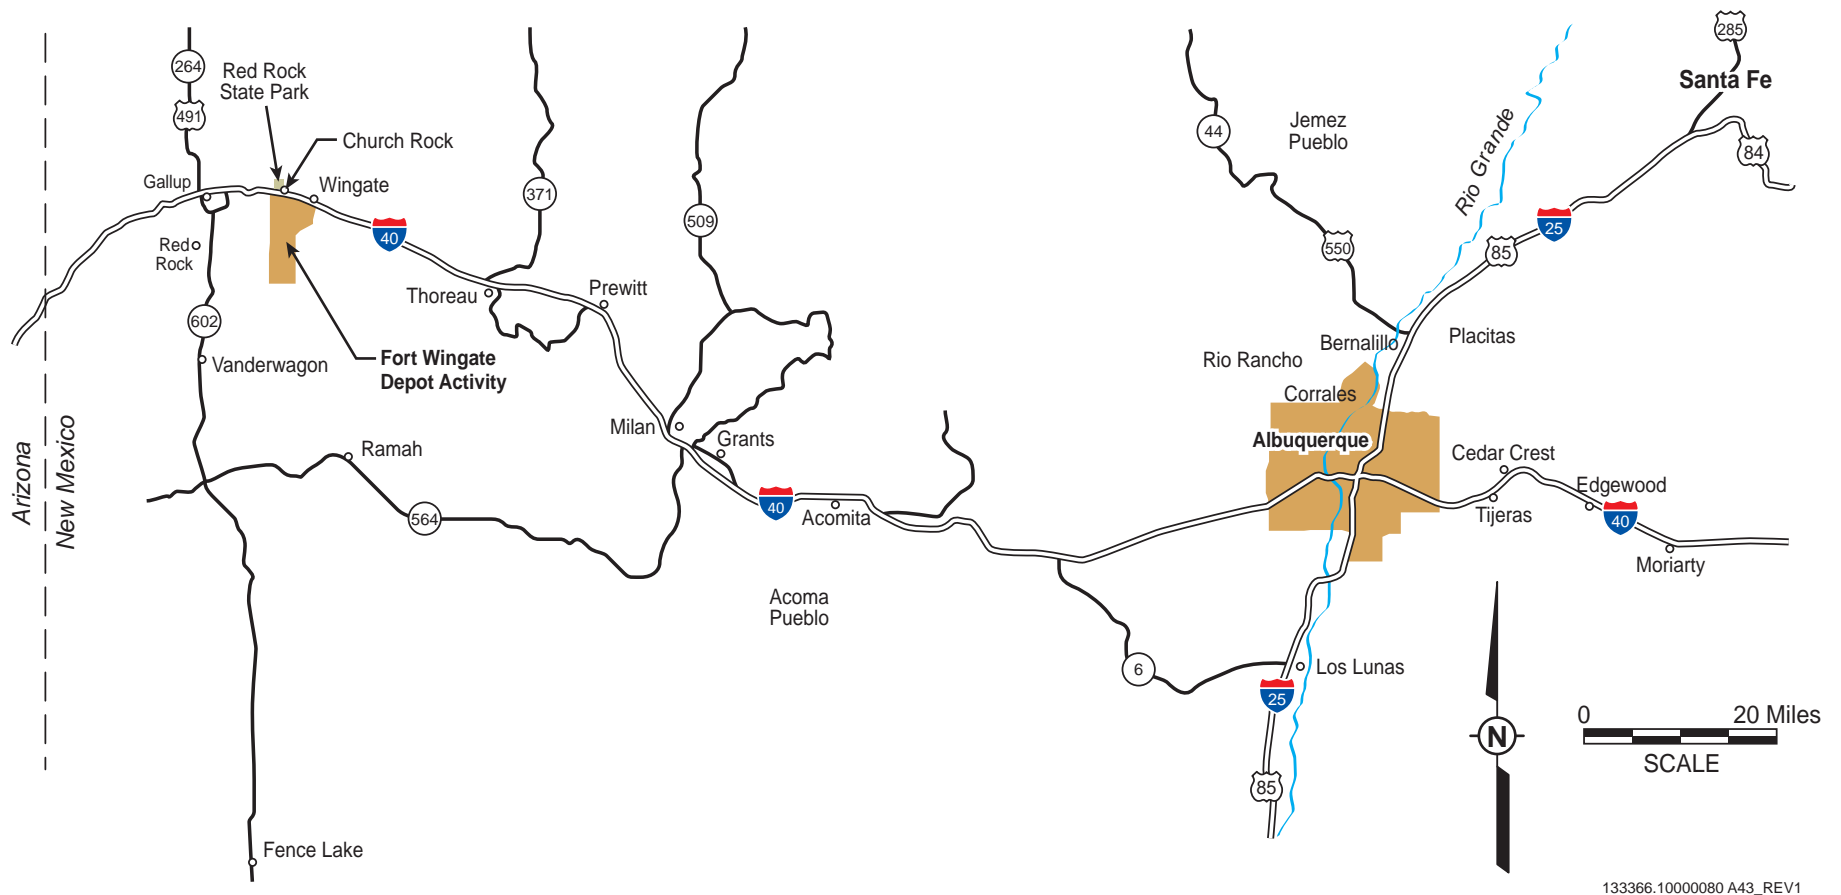 285
Santa Fe
264
Red Rock
State Park
491
Church Rock
Rio Grande
44
Jemez
Pueblo
84
Gallup
Wingate
371
509
40
25
550
85
Red
Rock
Thoreau
Prewitt
602
Vanderwagon
Fort Wingate
Depot Activity
Bernalillo
Placitas
Rio Rancho
Corrales
Arizona
New Mexico
Milan
Grants
Ramah
Albuquerque
Cedar Crest
Edgewood
564
40
Acomita
Tijeras
40
Moriarty
Acoma
Pueblo
6
Los Lunas
25
85
N
0
20 Miles
SCALE
Fence Lake
133366.10000080 A43_REV1